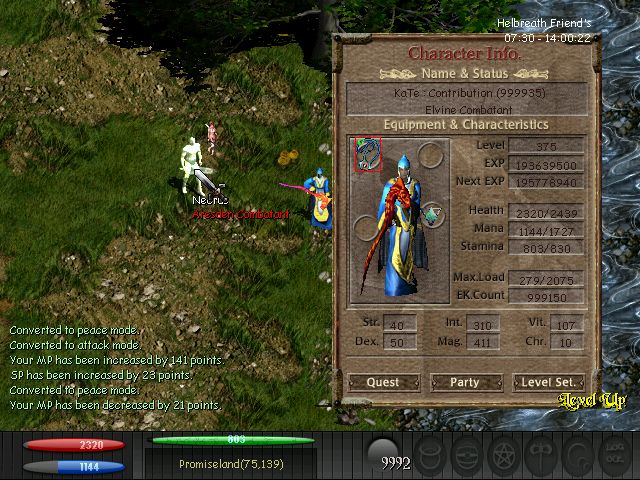 Helbreath Friend's
07:30 - 14:00:22
Character Info.
Name & Status
KaTe : Contribution (999935)
Elvine Combatant
Equipment & Characteristics
Level 375
EXP 193639500
Next EXP 195778940
Health 2320/2439
Mana 1144/1727
Stamina 803/830
Max.Load 279/2075
EK.Count 999150
Str. 40 Int. 310 Vit. 107
Dex. 50 Mag. 411 Chr. 10
Quest Party Level Set.
Aresden Combatant
Converted to peace mode.
Converted to attack mode.
Your MP has been increased by 141 points.
SP has been increased by 23 points.
Converted to peace mode.
Your MP has been decreased by 21 points.
Level Up
2320
803
1144
Promiseland(75,139)
9992